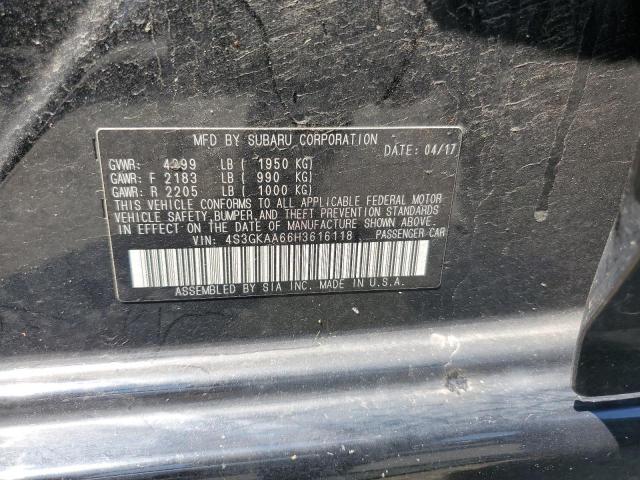 MFD BY SUBARU CORPORATION
DATE: 04/17
GVWR: 4299 LB ( 1950 KG)
GAWR: F 2183 LB ( 990 KG)
GAWR: R 2205 LB ( 1000 KG)
THIS VEHICLE CONFORMS TO ALL APPLICABLE FEDERAL MOTOR
VEHICLE SAFETY, BUMPER, AND THEFT PREVENTION STANDARDS
IN EFFECT ON THE DATE OF MANUFACTURE SHOWN ABOVE.
VIN: 4S3GKAA66H3616118 PASSENGER CAR
ASSEMBLED BY SIA INC. MADE IN U.S.A.